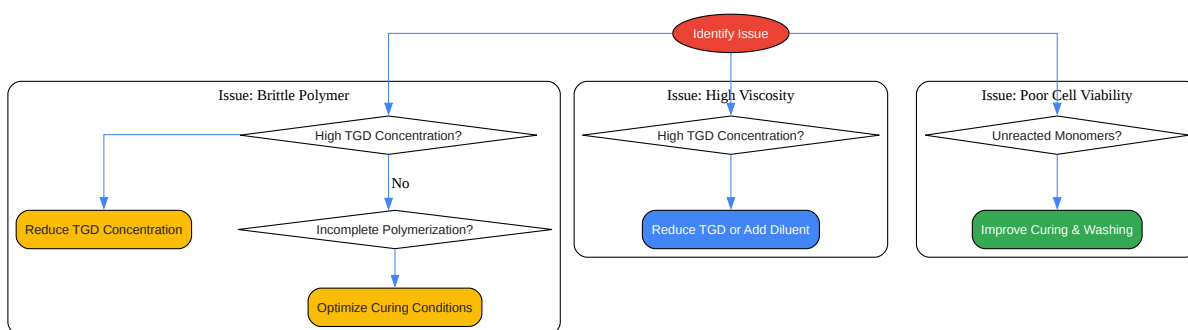 Identify Issue
Issue: Brittle Polymer
High TGD Concentration?
No
Reduce TGD Concentration
Incomplete Polymerization?
Optimize Curing Conditions
Issue: High Viscosity
High TGD Concentration?
Reduce TGD or Add Diluent
Issue: Poor Cell Viability
Unreacted Monomers?
Improve Curing & Washing